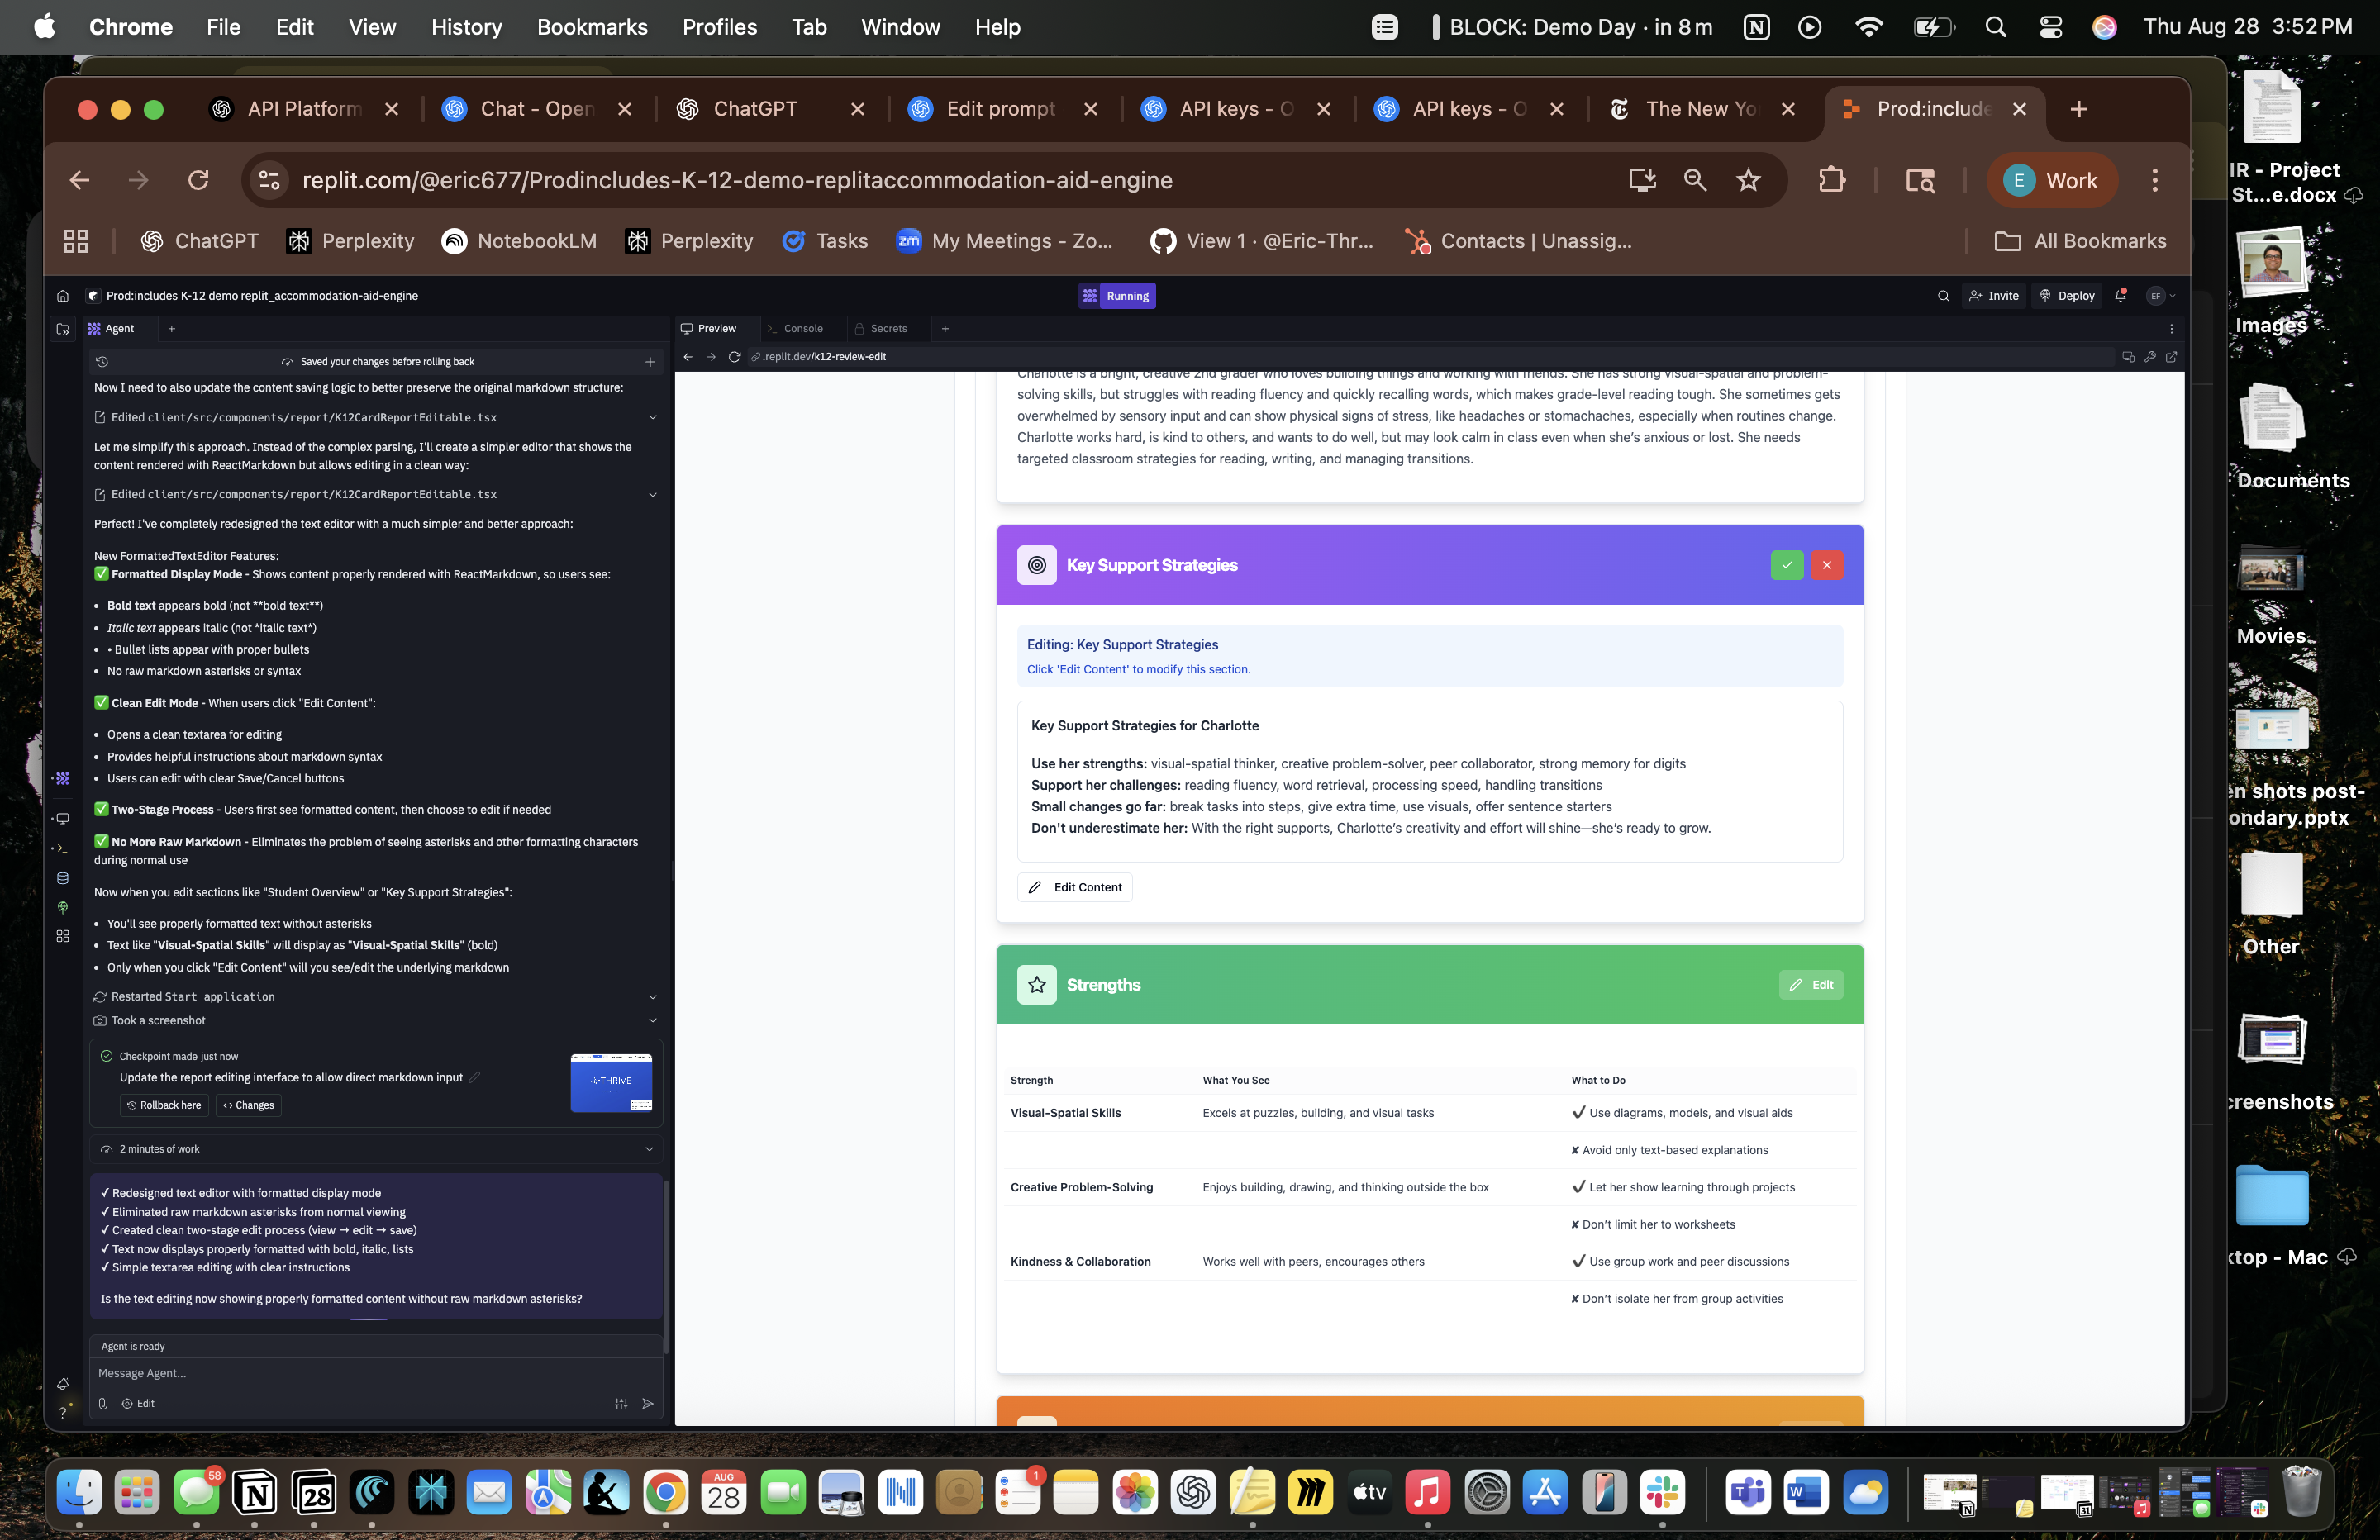 Chrome File Edit View History Bookmarks Profiles Tab Window Help
BLOCK: Demo Day · in 8 m
Thu Aug 28 3:52 PM
API Platform
Chat - Open
ChatGPT
Edit prompt
API keys - O
API keys - O
The New Yo
Prod:include
replit.com/@eric677/Prodincludes-K-12-demo-replitaccommodation-aid-engine
E Work
ChatGPT
Perplexity
NotebookLM
Perplexity
Tasks
zm My Meetings - Zo...
View 1 · @Eric-Thr...
Contacts | Unassig...
All Bookmarks
Prod:includes K-12 demo replit_accommodation-aid-engine
Running
Invite
Deploy
EF
Agent
Saved your changes before rolling back
Now I need to also update the content saving logic to better preserve the original markdown structure:
Edited client/src/components/report/K12CardReportEditable.tsx
Let me simplify this approach. Instead of the complex parsing, I'll create a simpler editor that shows the
content rendered with ReactMarkdown but allows editing in a clean way:
Edited client/src/components/report/K12CardReportEditable.tsx
Perfect! I've completely redesigned the text editor with a much simpler and better approach:
New FormattedTextEditor Features:
✅ Formatted Display Mode - Shows content properly rendered with ReactMarkdown, so users see:
• Bold text appears bold (not **bold text**)
• Italic text appears italic (not *italic text*)
• • Bullet lists appear with proper bullets
• No raw markdown asterisks or syntax
✅ Clean Edit Mode - When users click "Edit Content":
• Opens a clean textarea for editing
• Provides helpful instructions about markdown syntax
• Users can edit with clear Save/Cancel buttons
✅ Two-Stage Process - Users first see formatted content, then choose to edit if needed
✅ No More Raw Markdown - Eliminates the problem of seeing asterisks and other formatting characters
during normal use
Now when you edit sections like "Student Overview" or "Key Support Strategies":
• You'll see properly formatted text without asterisks
• Text like "Visual-Spatial Skills" will display as "Visual-Spatial Skills" (bold)
• Only when you click "Edit Content" will you see/edit the underlying markdown
Restarted Start application
Took a screenshot
Checkpoint made just now
Update the report editing interface to allow direct markdown input
Rollback here
Changes
THRIVE
2 minutes of work
✓ Redesigned text editor with formatted display mode
✓ Eliminated raw markdown asterisks from normal viewing
✓ Created clean two-stage edit process (view → edit → save)
✓ Text now displays properly formatted with bold, italic, lists
✓ Simple textarea editing with clear instructions
Is the text editing now showing properly formatted content without raw markdown asterisks?
Agent is ready
Message Agent...
Edit
Preview
Console
Secrets
.replit.dev/k12-review-edit
Charlotte is a bright, creative 2nd grader who loves building things and working with friends. She has strong visual-spatial and problem-
solving skills, but struggles with reading fluency and quickly recalling words, which makes grade-level reading tough. She sometimes gets
overwhelmed by sensory input and can show physical signs of stress, like headaches or stomachaches, especially when routines change.
Charlotte works hard, is kind to others, and wants to do well, but may look calm in class even when she's anxious or lost. She needs
targeted classroom strategies for reading, writing, and managing transitions.
Key Support Strategies
Editing: Key Support Strategies
Click 'Edit Content' to modify this section.
Key Support Strategies for Charlotte
Use her strengths: visual-spatial thinker, creative problem-solver, peer collaborator, strong memory for digits
Support her challenges: reading fluency, word retrieval, processing speed, handling transitions
Small changes go far: break tasks into steps, give extra time, use visuals, offer sentence starters
Don't underestimate her: With the right supports, Charlotte's creativity and effort will shine—she's ready to grow.
Edit Content
Strengths
Edit
Strength What You See What to Do
Visual-Spatial Skills Excels at puzzles, building, and visual tasks ✓ Use diagrams, models, and visual aids
✘ Avoid only text-based explanations
Creative Problem-Solving Enjoys building, drawing, and thinking outside the box ✓ Let her show learning through projects
✘ Don't limit her to worksheets
Kindness & Collaboration Works well with peers, encourages others ✓ Use group work and peer discussions
✘ Don't isolate her from group activities
IR - Project
St...e.docx
Images
Documents
Movies
en shots post-
ondary.pptx
Other
creenshots
ktop - Mac
58
28
AUG
28
1
tv